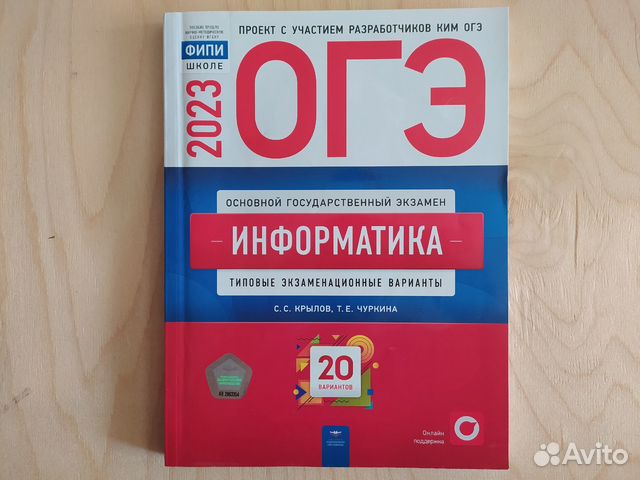 ПРОЕКТ С УЧАСТИЕМ РАЗРАБОТЧИКОВ КИМ ОГЭ
ФИПИ
ШКОЛЕ
2023
ОГЭ
ОСНОВНОЙ ГОСУДАРСТВЕННЫЙ ЭКЗАМЕН
ИНФОРМАТИКА
ТИПОВЫЕ ЭКЗАМЕНАЦИОННЫЕ ВАРИАНТЫ
С. С. КРЫЛОВ, Т. Е. ЧУРКИНА
20
ВАРИАНТОВ
Онлайн
поддержка
Avito